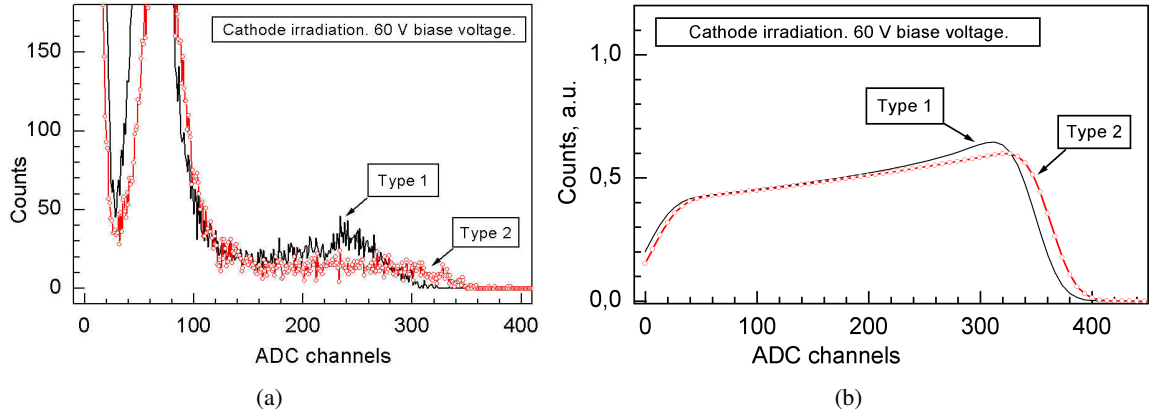 Cathode irradiation. 60 V biase voltage.
150
100
50
0
Counts
Type 1
Type 2
0
100
200
300
400
ADC channels
(a)
Cathode irradiation. 60 V biase voltage.
1,0
0,5
0,0
Counts, a.u.
Type 1
Type 2
0
100
200
300
400
ADC channels
(b)